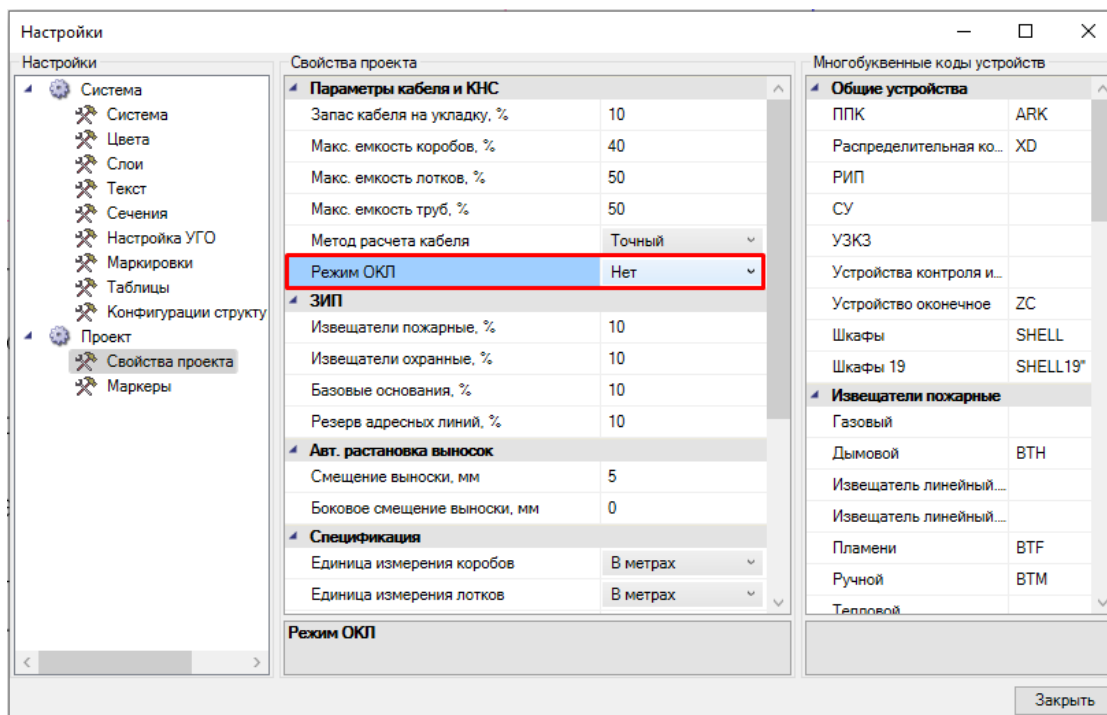 Настройки
Настройки
Система
Система
Цвета
Слои
Текст
Сечения
Настройка УГО
Маркировки
Таблицы
Конфигурации структу
Проект
Свойства проекта
Маркеры
Свойства проекта
Параметры кабеля и КНС
Запас кабеля на укладку, % 10
Макс. емкость коробов, % 40
Макс. емкость лотков, % 50
Макс. емкость труб, % 50
Метод расчета кабеля Точный
Режим ОКЛ Нет
ЗИП
Извещатели пожарные, % 10
Извещатели охранные, % 10
Базовые основания, % 10
Резерв адресных линий, % 10
Авт. растановка выносок
Смещение выноски, мм 5
Боковое смещение выноски, мм 0
Спецификация
Единица измерения коробов В метрах
Единица измерения лотков В метрах
Режим ОКЛ
Многобуквенные коды устройств
Общие устройства
ППК ARK
Распределительная ко... XD
РИП
СУ
УЗКЗ
Устройства контроля и...
Устройство оконечное ZC
Шкафы SHELL
Шкафы 19 SHELL19"
Извещатели пожарные
Газовый
Дымовой BTH
Извещатель линейный....
Извещатель линейный....
Пламени BTF
Ручной BTM
Тепловой
Закрыть